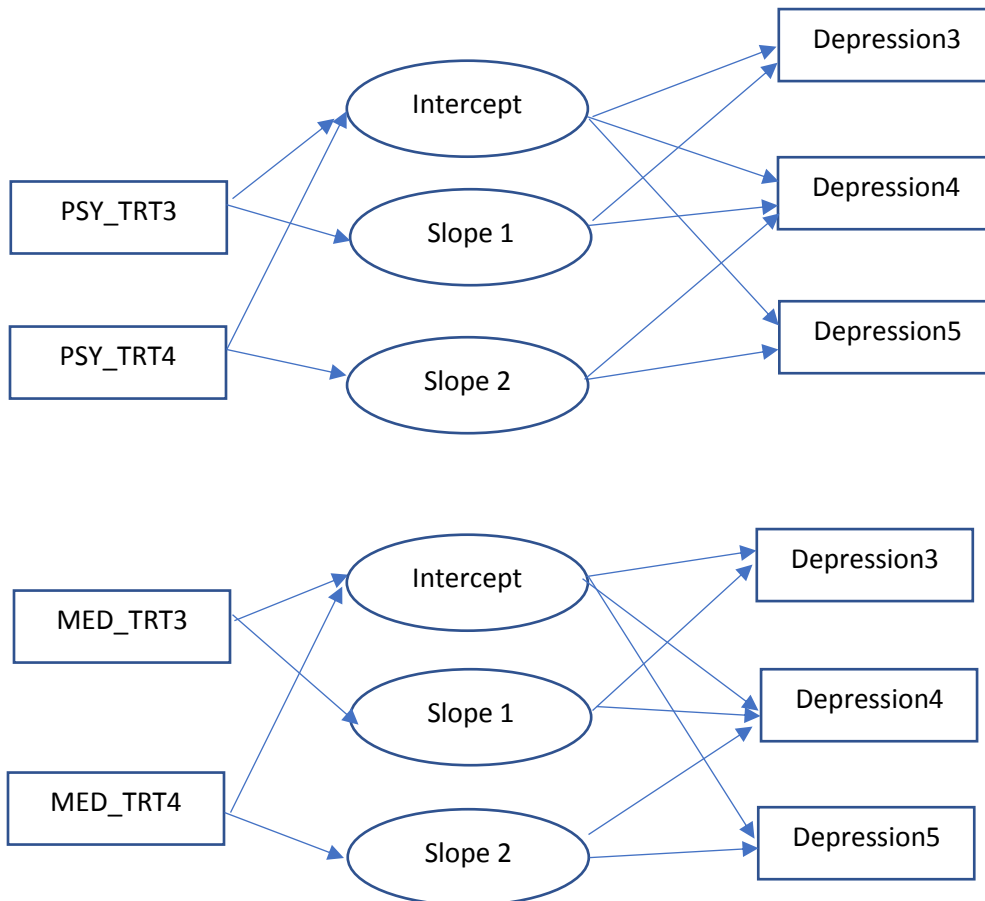 Depression3
Intercept
Depression4
PSY_TRT3
Slope 1
Depression5
PSY_TRT4
Slope 2
Depression3
Intercept
MED_TRT3
Depression4
Slope 1
MED_TRT4
Depression5
Slope 2